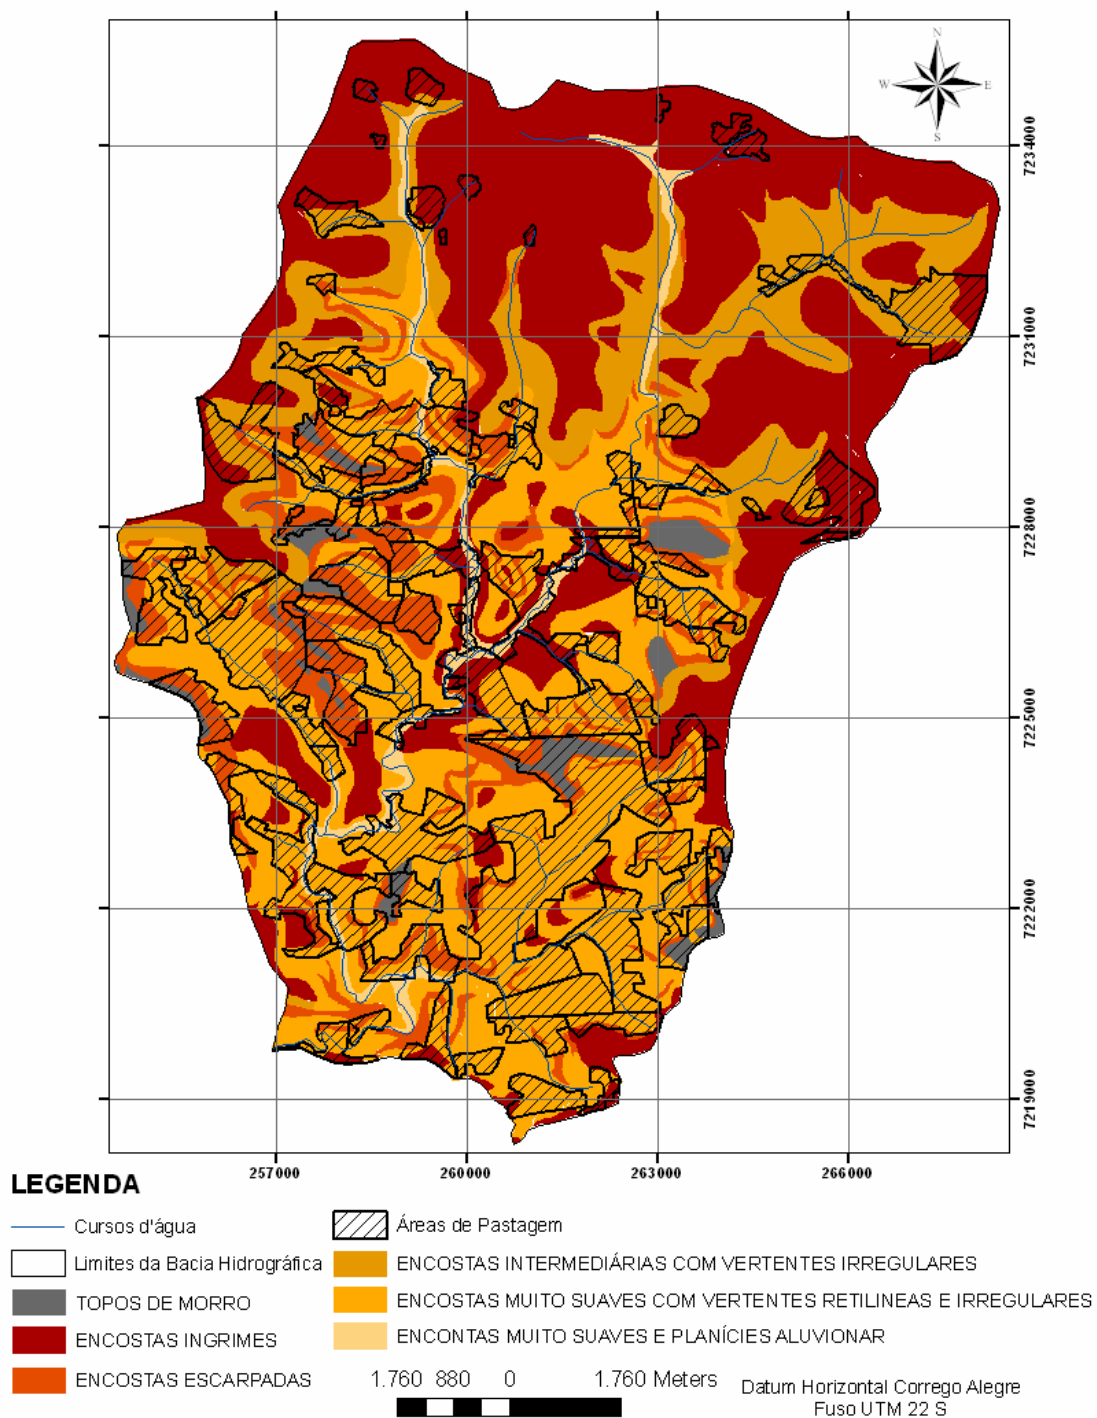 N
W E
S
7234000
7231000
7228000
7225000
7222000
7219000
257000 260000 263000 266000
LEGENDA
Cursos d'água
Limites da Bacia Hidrográfica
TOPOS DE MORRO
ENCOSTAS INGRIMES
ENCOSTAS ESCARPADAS
Áreas de Pastagem
ENCOSTAS INTERMEDIÁRIAS COM VERTENTES IRREGULARES
ENCOSTAS MUITO SUAVES COM VERTENTES RETILINEAS E IRREGULARES
ENCONTAS MUITO SUAVES E PLANÍCIES ALUVIONAR
1.760 880 0 1.760 Meters
Datum Horizontal Corrego Alegre
Fuso UTM 22 S